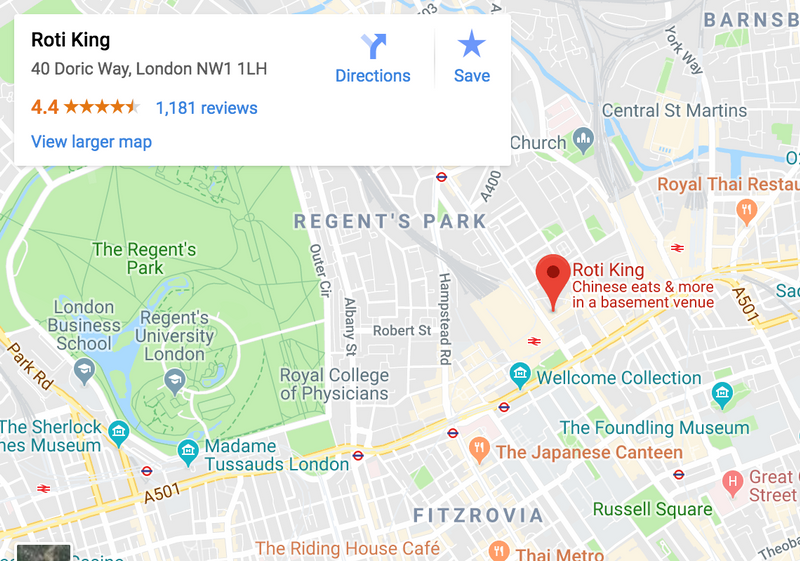 Roti King
40 Doric Way, London NW1 1LH
4.4
1,181 reviews
View larger map
Directions
Save
BARNSB
York Way
Central St Martins
Church
A400
Royal Thai Restau
REGENT'S PARK
The Regent's
Park
Outer Cir
Albany St
Hampstead Rd
Robert St
Roti King
Chinese eats & more
in a basement venue
A501
London
Business
School
Regent's
University
London
Park Rd
Royal College
of Physicians
Wellcome Collection
The Sherlock
mes Museum
Madame
Tussauds London
The Foundling Museum
The Japanese Canteen
A501
Great
Street
Russell Square
FITZROVIA
The Riding House Café
Thai Metro
Theoba